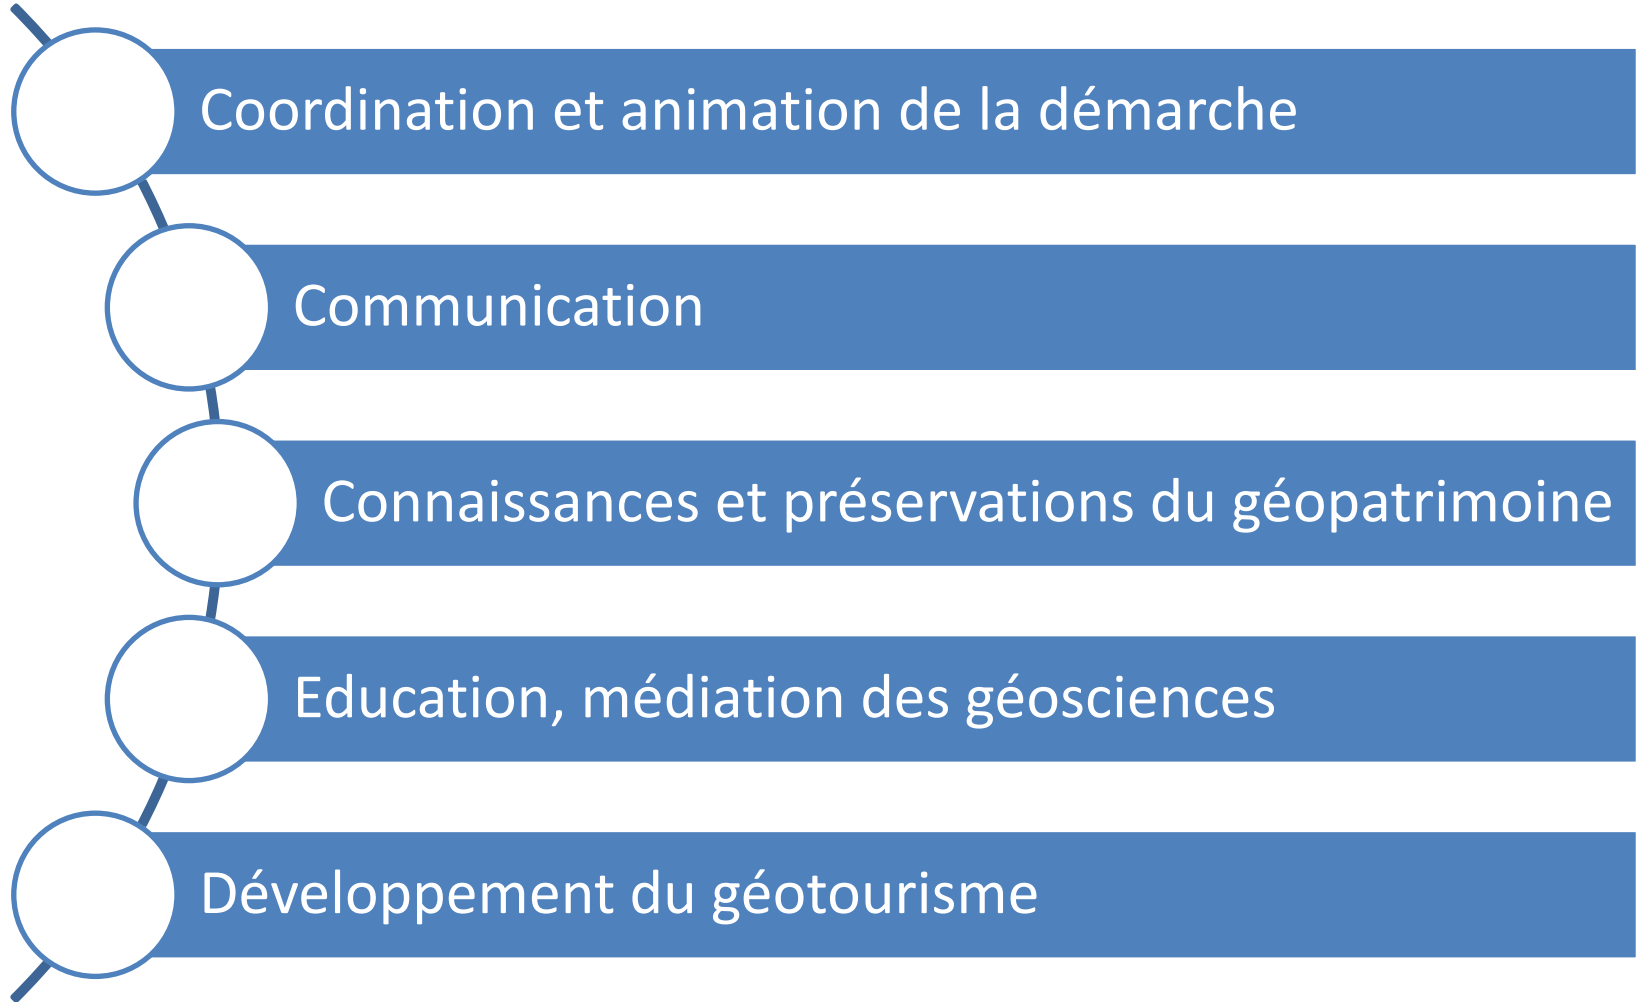 Coordination et animation de la démarche
Communication
Connaissances et préservations du géopatrimoine
Education, médiation des géosciences
Développement du géotourisme